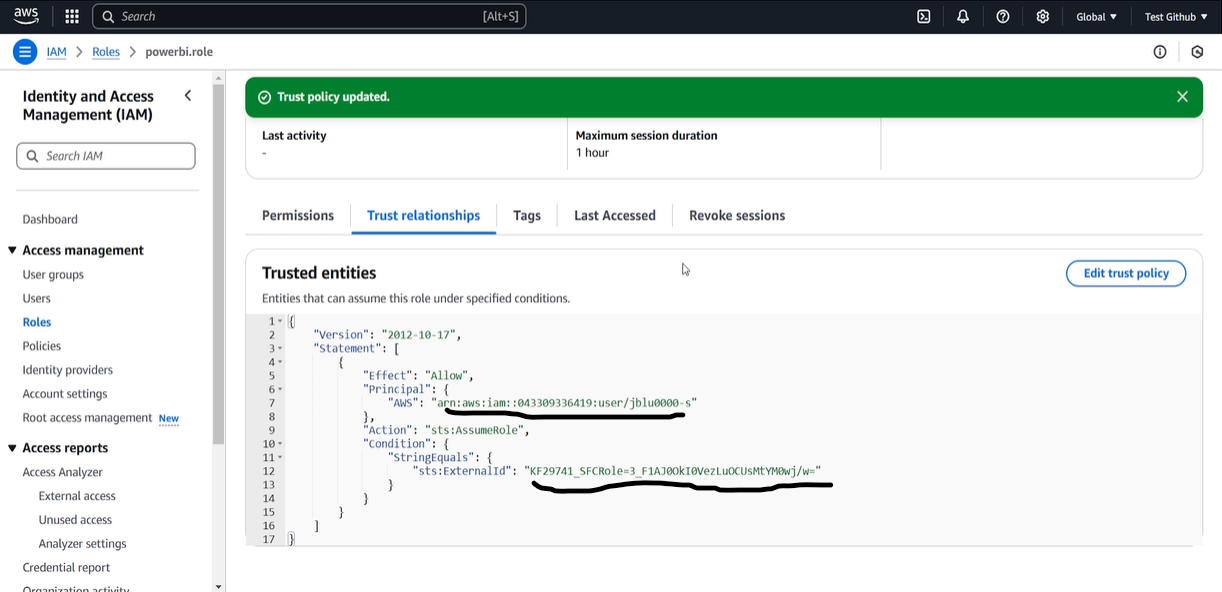 aws
Search [Alt+S]
Global ▼
Test Github ▼
IAM > Roles > powerbi.role
Identity and Access
Management (IAM)
Search IAM
Dashboard
Access management
User groups
Users
Roles
Policies
Identity providers
Account settings
Root access management New
Access reports
Access Analyzer
External access
Unused access
Analyzer settings
Credential report
Organization activity
Trust policy updated.
Last activity
-
Maximum session duration
1 hour
Permissions
Trust relationships
Tags
Last Accessed
Revoke sessions
Trusted entities
Edit trust policy
Entities that can assume this role under specified conditions.
1 {
2 "Version": "2012-10-17",
3 "Statement": [
4 {
5 "Effect": "Allow",
6 "Principal": {
7 "AWS": "arn:aws:iam::043309336419:user/jblu0000-s"
8 },
9 "Action": "sts:AssumeRole",
10 "Condition": {
11 "StringEquals": {
12 "sts:ExternalId": "KF29741_SFCRole=3_F1AJ0OkI0VezLuOCUsMtYM0wj/w="
13 }
14 }
15 }
16 ]
17 }